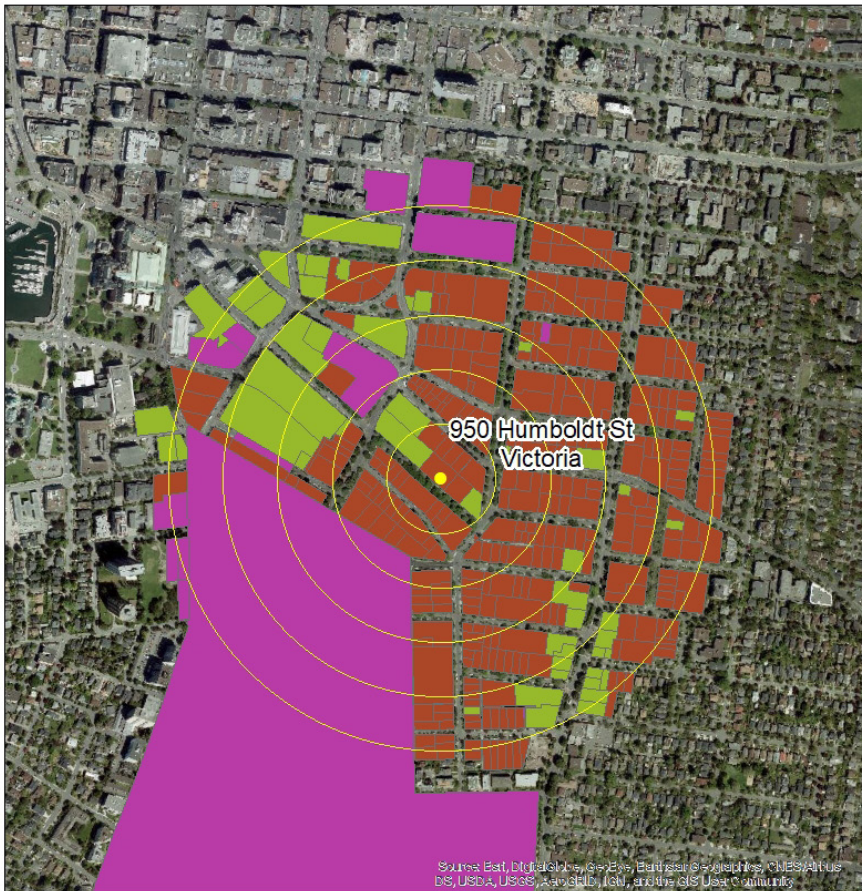 950 Humboldt St
Victoria
Source: Esri, DigitalGlobe, GeoEye, Earthstar Geographics, CNES/Airbus
DS, USDA, USGS, AeroGRID, IGN, and the GIS User Community